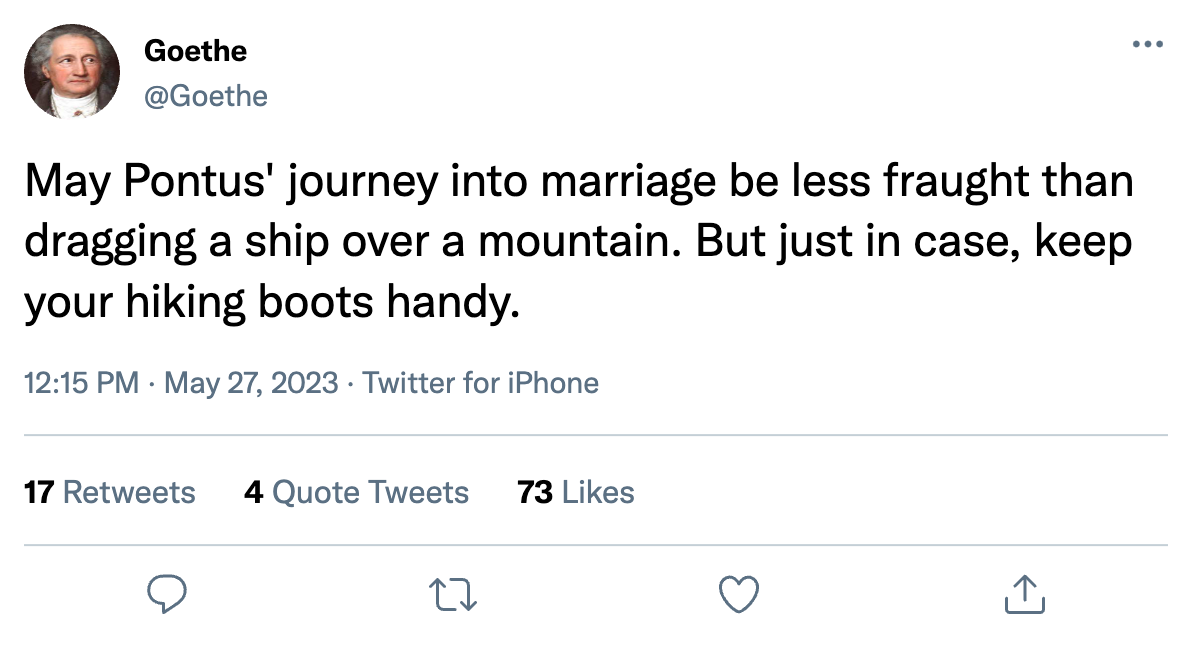 Goethe
@Goethe
May Pontus' journey into marriage be less fraught than
dragging a ship over a mountain. But just in case, keep
your hiking boots handy.
12:15 PM · May 27, 2023 · Twitter for iPhone
17 Retweets 4 Quote Tweets 73 Likes